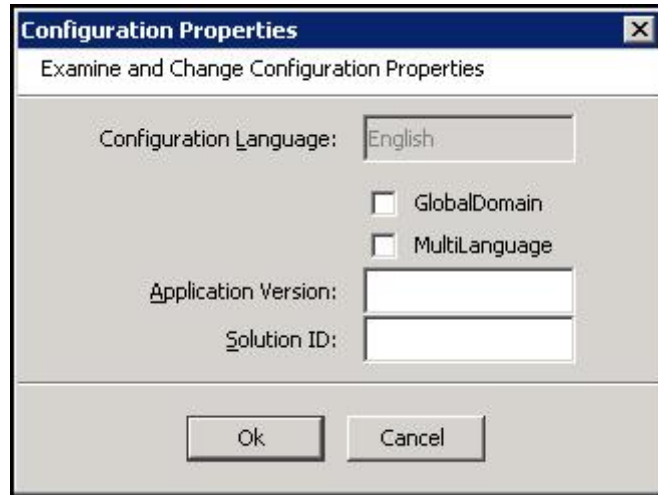 Configuration Properties
Examine and Change Configuration Properties
Configuration Language: English
GlobalDomain
MultiLanguage
Application Version:
Solution ID:
Ok Cancel